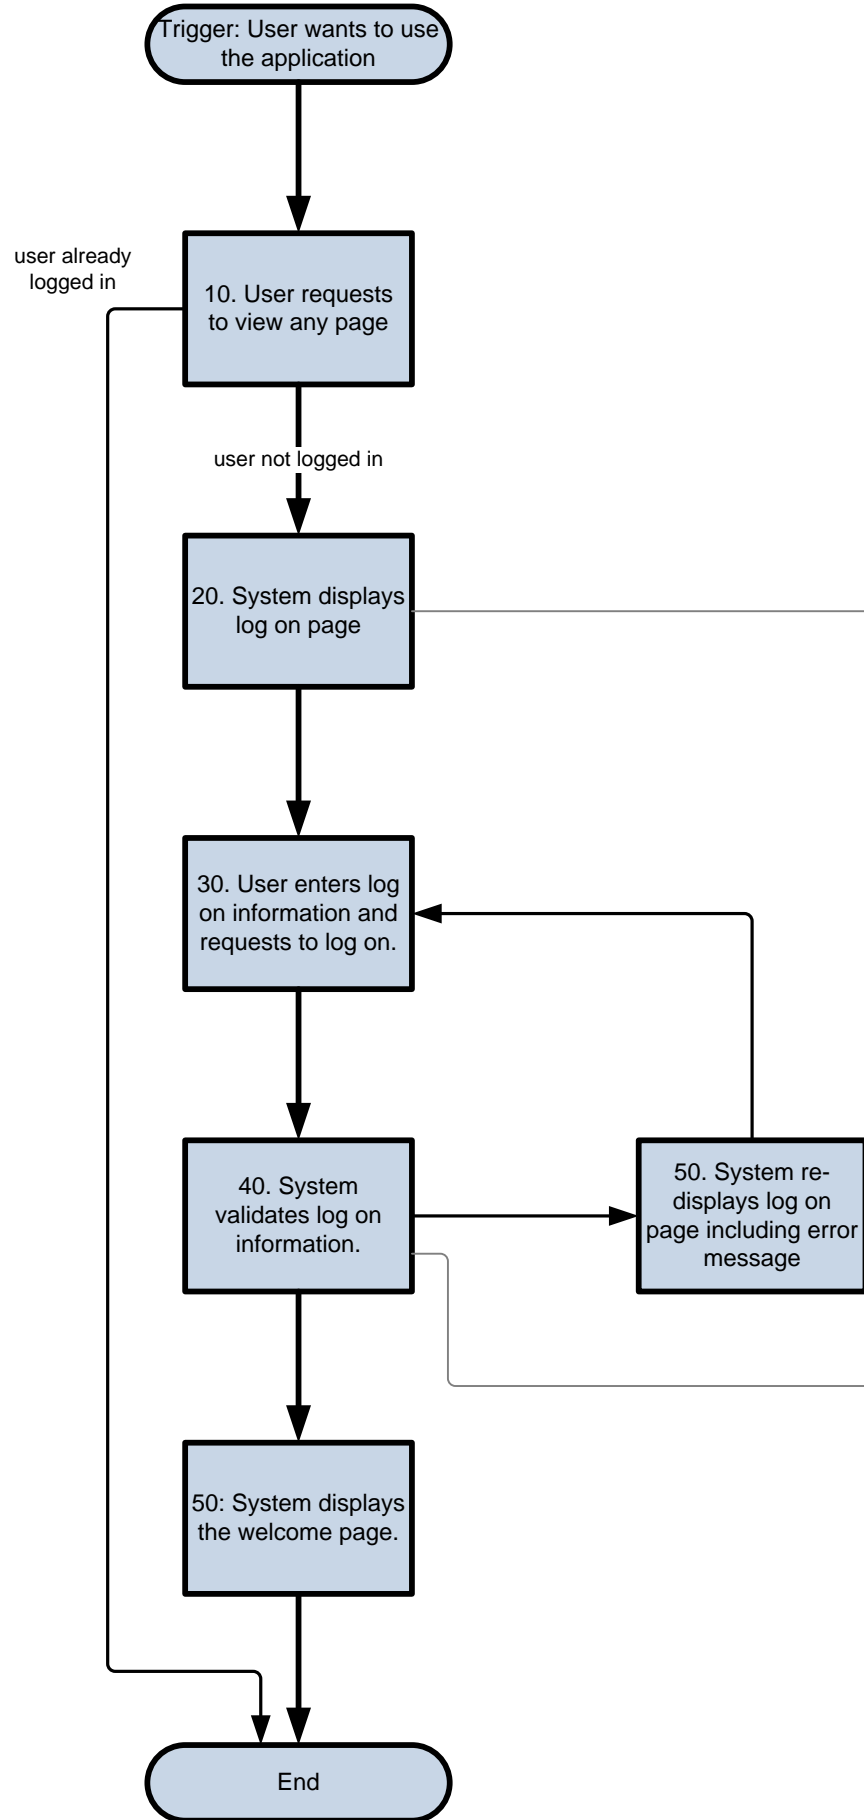 Trigger: User wants to use
the application
user already
logged in
10. User requests
to view any page
user not logged in
20. System displays
log on page
30. User enters log
on information and
requests to log on.
40. System
validates log on
information.
50. System re-
displays log on
page including error
message
50: System displays
the welcome page.
End